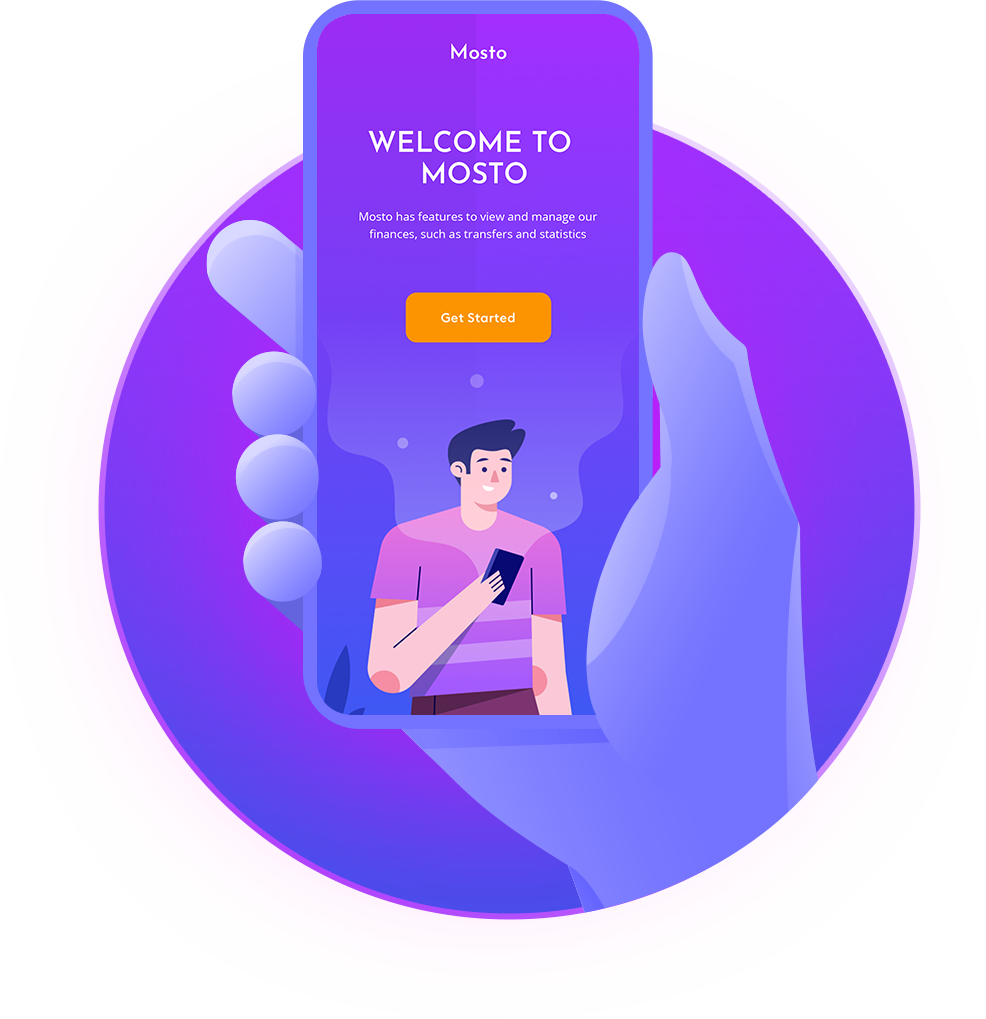 Mosto
WELCOME TO
MOSTO
Mosto has features to view and manage our
finances, such as transfers and statistics
Get Started